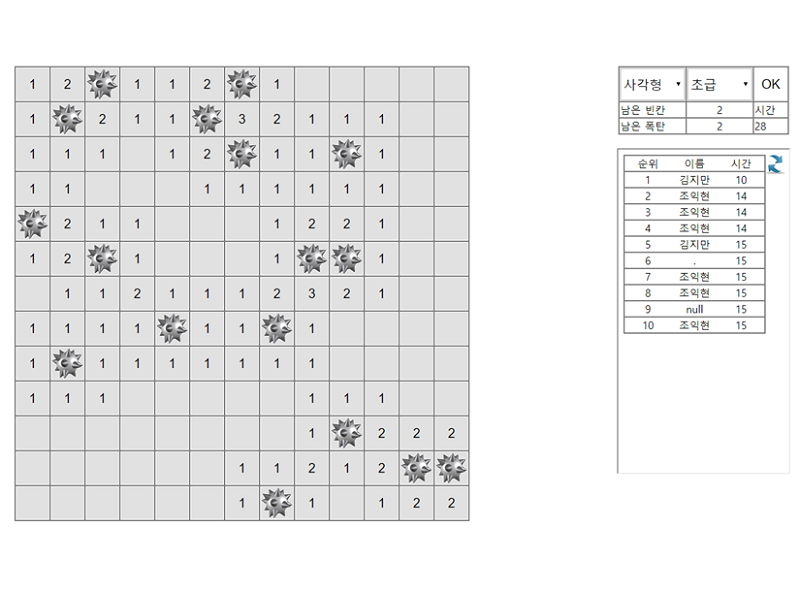 사각형 초급 OK
남은 빈칸 2 시간
남은 폭탄 2 28
순위 이름 시간
1 김지만 10
2 조익현 14
3 조익현 14
4 조익현 14
5 김지만 15
6 . 15
7 조익현 15
8 조익현 15
9 null 15
10 조익현 15
1 2 1 1 2 1
1 2 1 1 3 2 1 1 1
1 1 1 1 2 1 1 1
1 1 1 1 1 1 1 1
2 1 1 1 2 2 1
1 2 1 1 1
1 1 2 1 1 1 2 3 2 1
1 1 1 1 1 1 1
1 1 1 1 1 1 1 1
1 1 1 1 1 1
1 2 2 2
1 1 2 1 2
1 1 1 2 2